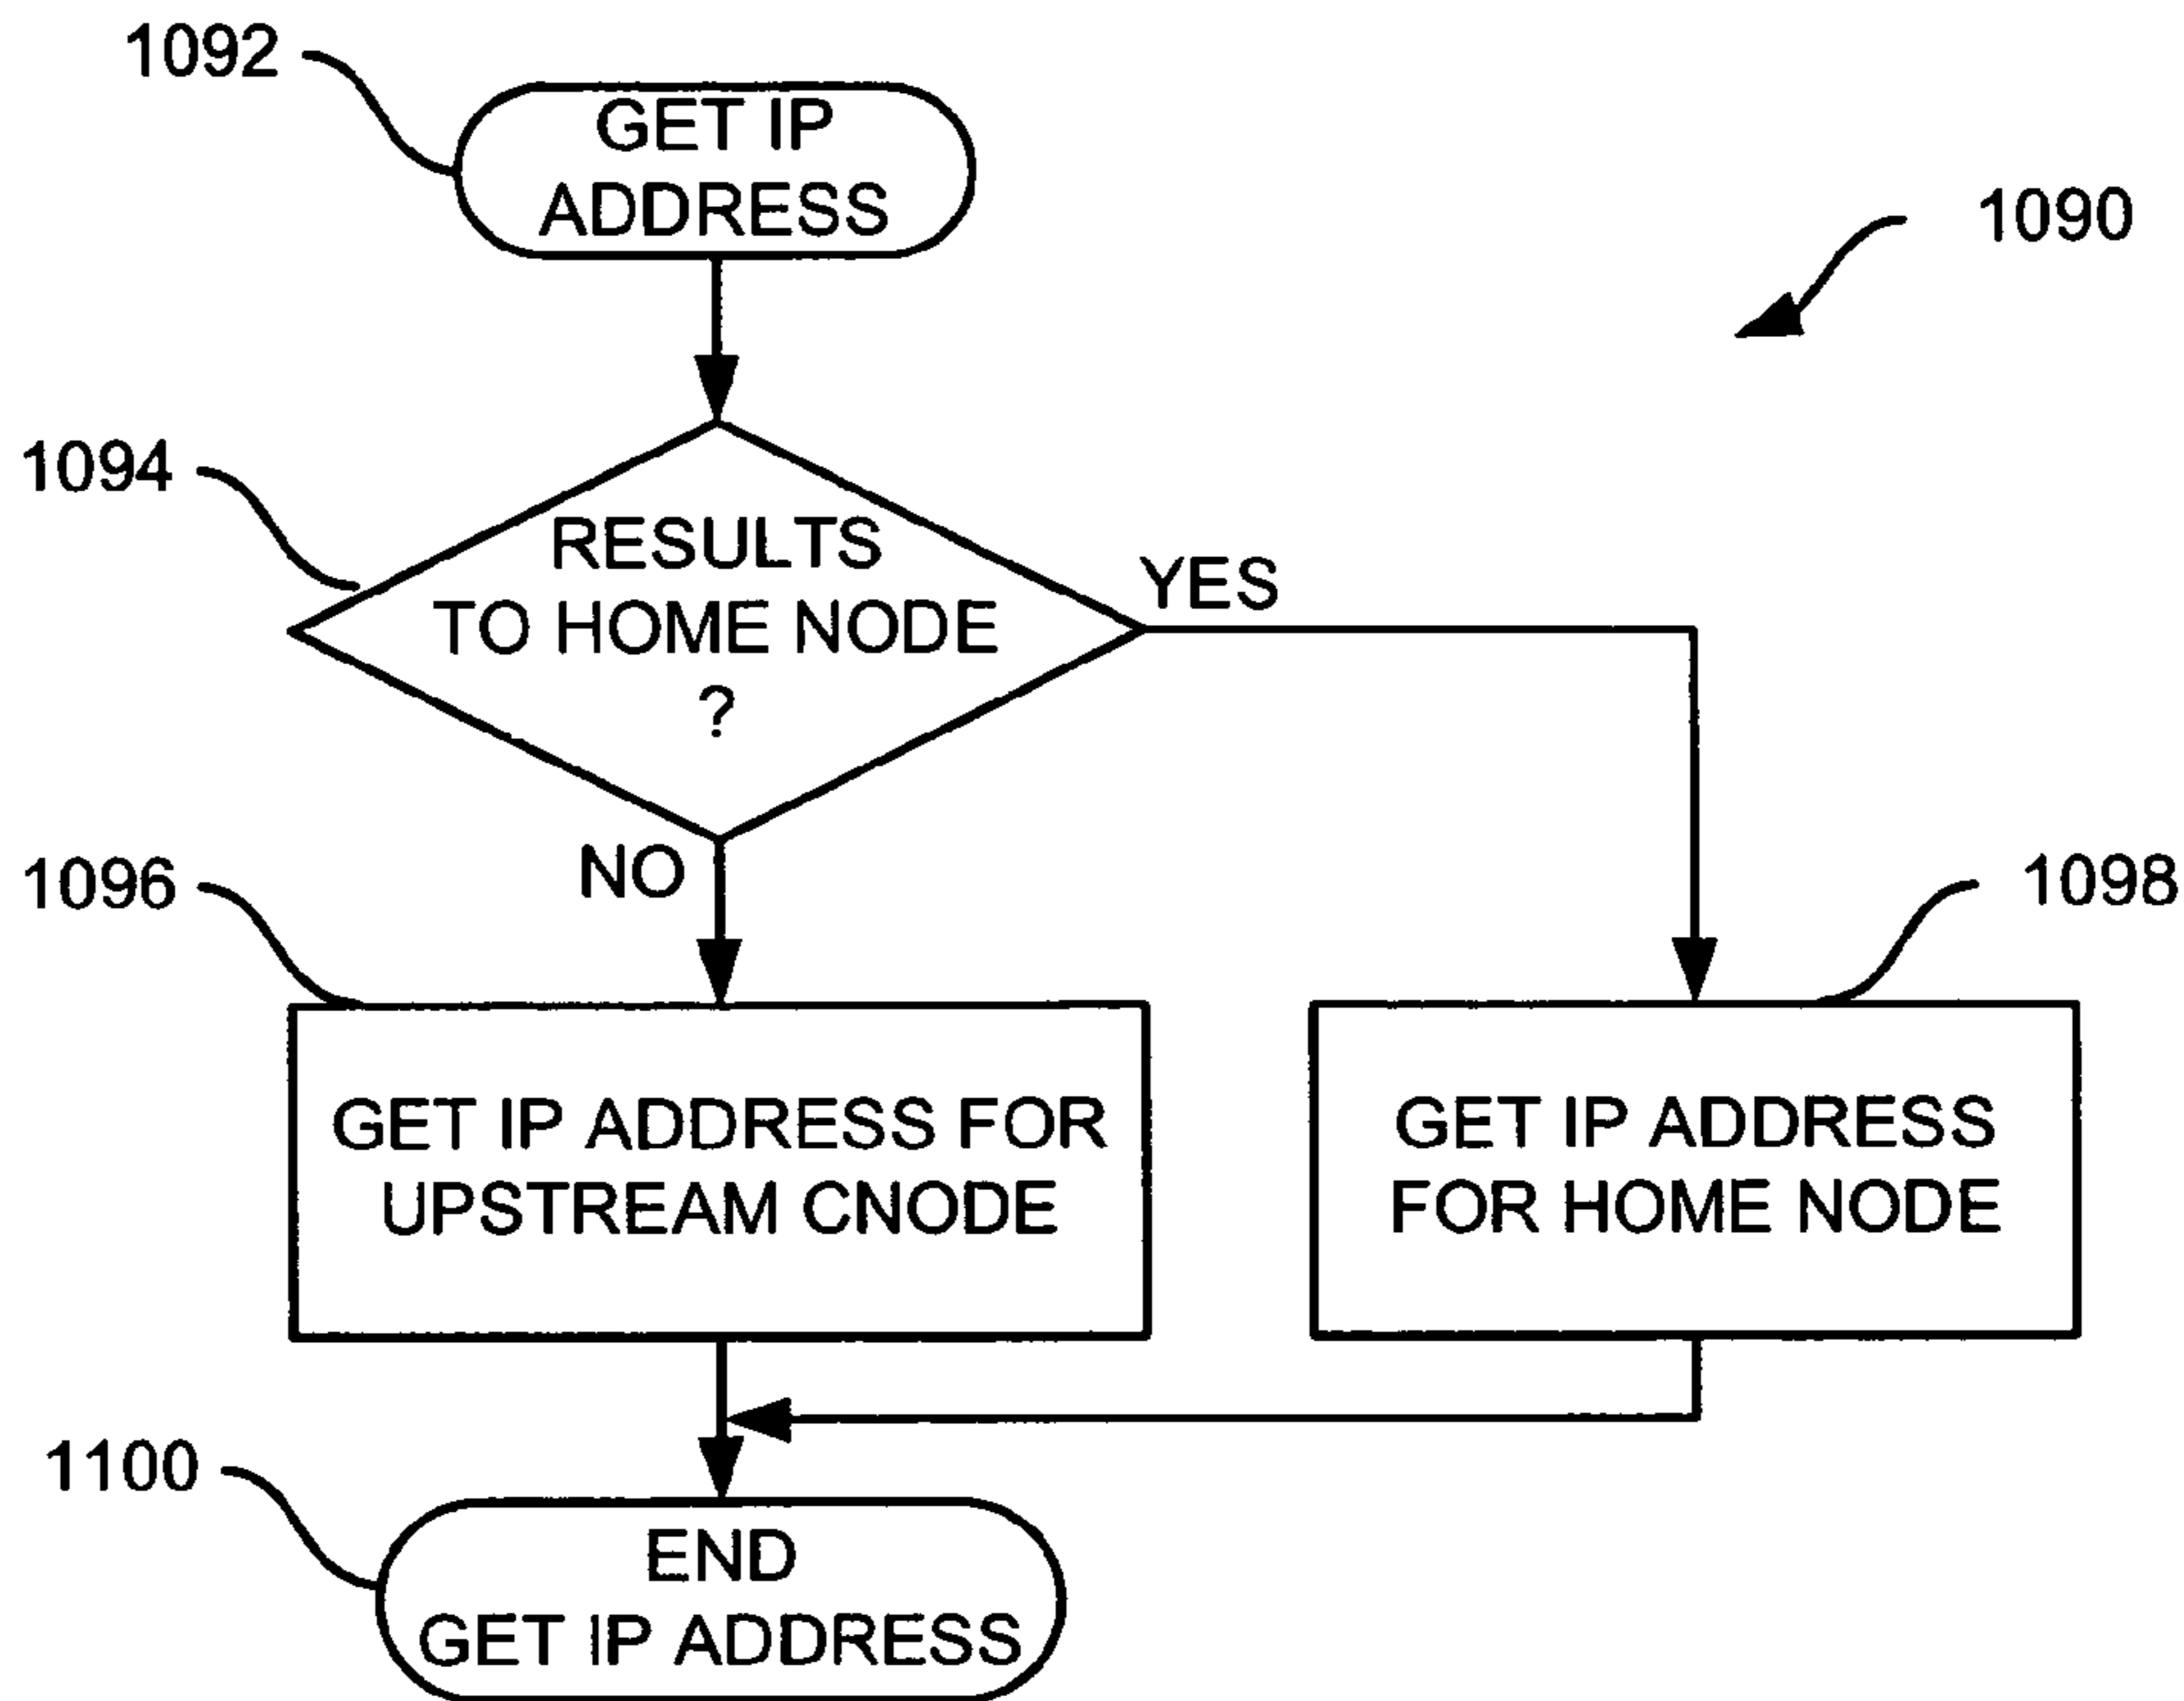 1092
GET IP
ADDRESS
1090
1094
RESULTS
TO HOME NODE
?
YES
NO
1096
1098
GET IP ADDRESS FOR
UPSTREAM CNODE
GET IP ADDRESS
FOR HOME NODE
1100
END
GET IP ADDRESS